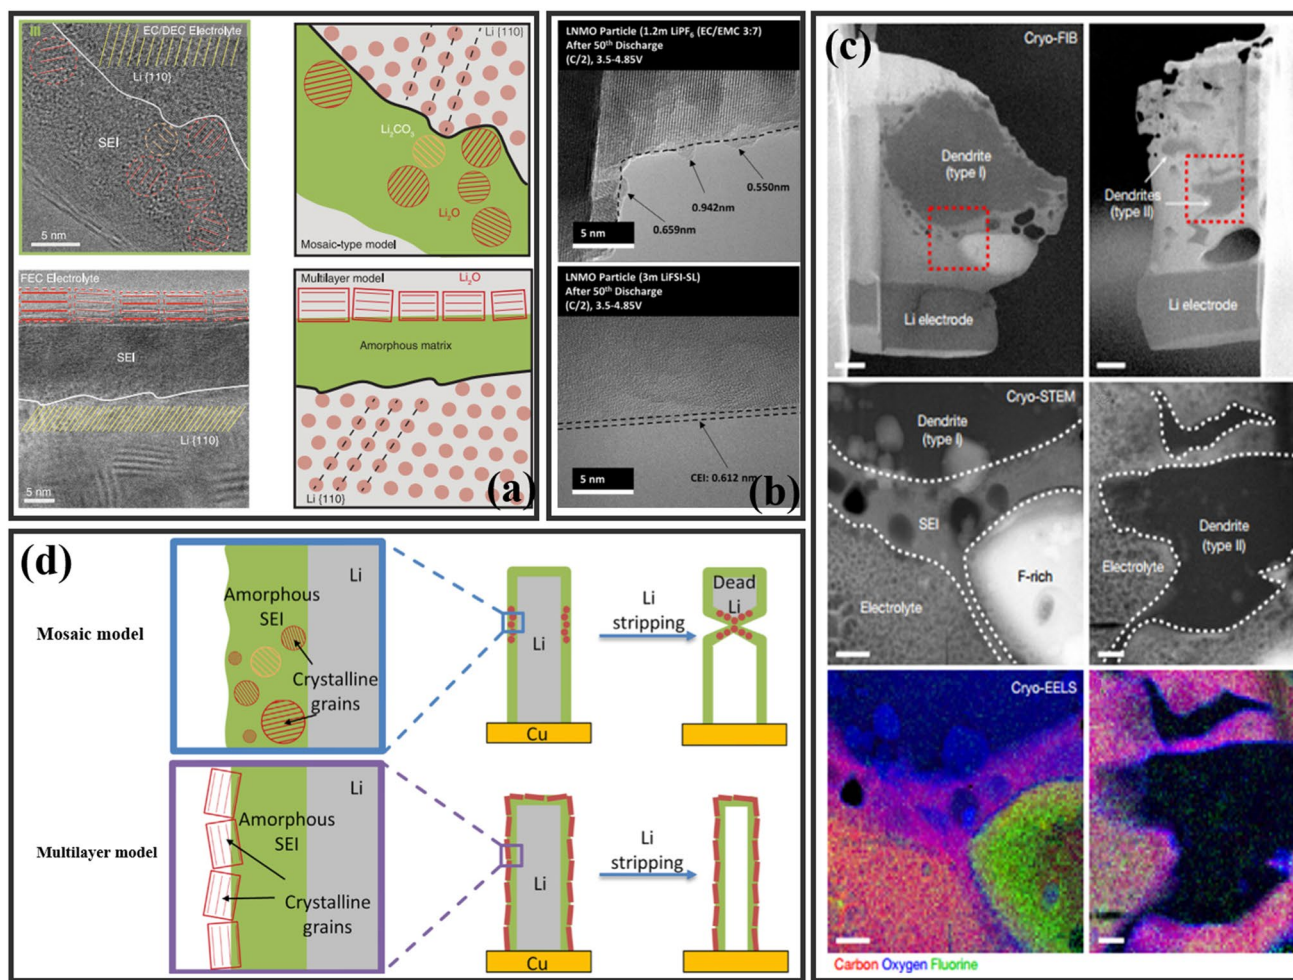 EC/DEC Electrolyte
Li {110}
SEI
5 nm
Li {110}
Li2CO3
Li2O
Mosaic-type model
FEC Electrolyte
SEI
Li {110}
5 nm
Multilayer model
Li2O
Amorphous matrix
Li {110}
(a)
LNMO Particle (1.2m LiPF6 (EC/EMC 3:7)
After 50th Discharge
(C/2), 3.5-4.85V
0.550nm
0.942nm
0.659nm
5 nm
LNMO Particle (3m LiFSI-SL)
After 50th Discharge
(C/2), 3.5-4.85V
CEI: 0.612 nm
5 nm
(b)
(c)
Cryo-FIB
Dendrite
(type I)
Li electrode
Dendrites
(type II)
Li electrode
Cryo-STEM
Dendrite
(type I)
SEI
F-rich
Electrolyte
Dendrite
(type II)
Electrolyte
Cryo-EELS
Carbon Oxygen Fluorine
(d)
Mosaic model
Amorphous
SEI
Li
Crystalline
grains
Li
Cu
Li
stripping
Dead
Li
Multilayer model
Amorphous
SEI
Li
Crystalline
grains
Li
Cu
Li
stripping